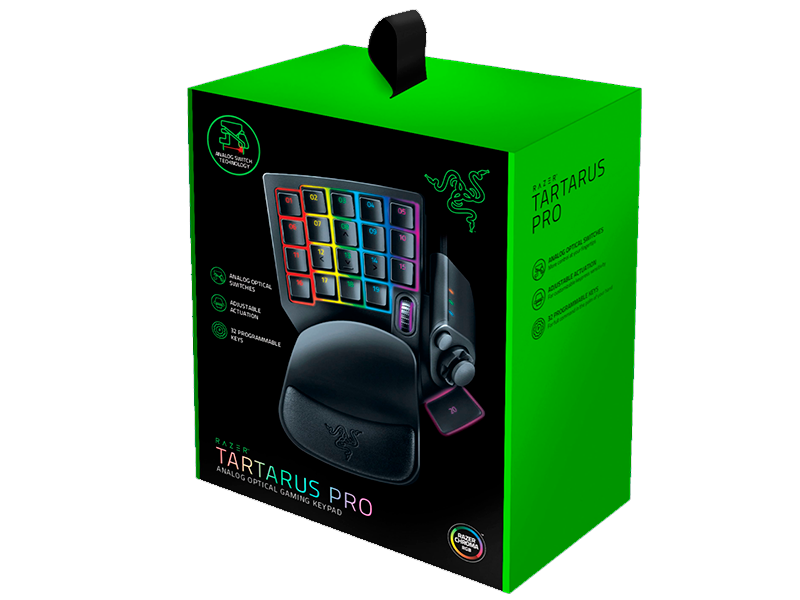 ANALOG SWITCH
TECHNOLOGY
01 02 03 04 05
06 07 08 09 10
11 12 13 14 15
16 17 18 19
20
ANALOG OPTICAL
SWITCHES
ADJUSTABLE
ACTUATION
32 PROGRAMMABLE
KEYS
RAZER
TARTARUS PRO
ANALOG OPTICAL GAMING KEYPAD
RAZER
CHROMA
RGB
RAZER
TARTARUS
PRO
ANALOG OPTICAL SWITCHES
ADJUSTABLE ACTUATION
32 PROGRAMMABLE KEYS